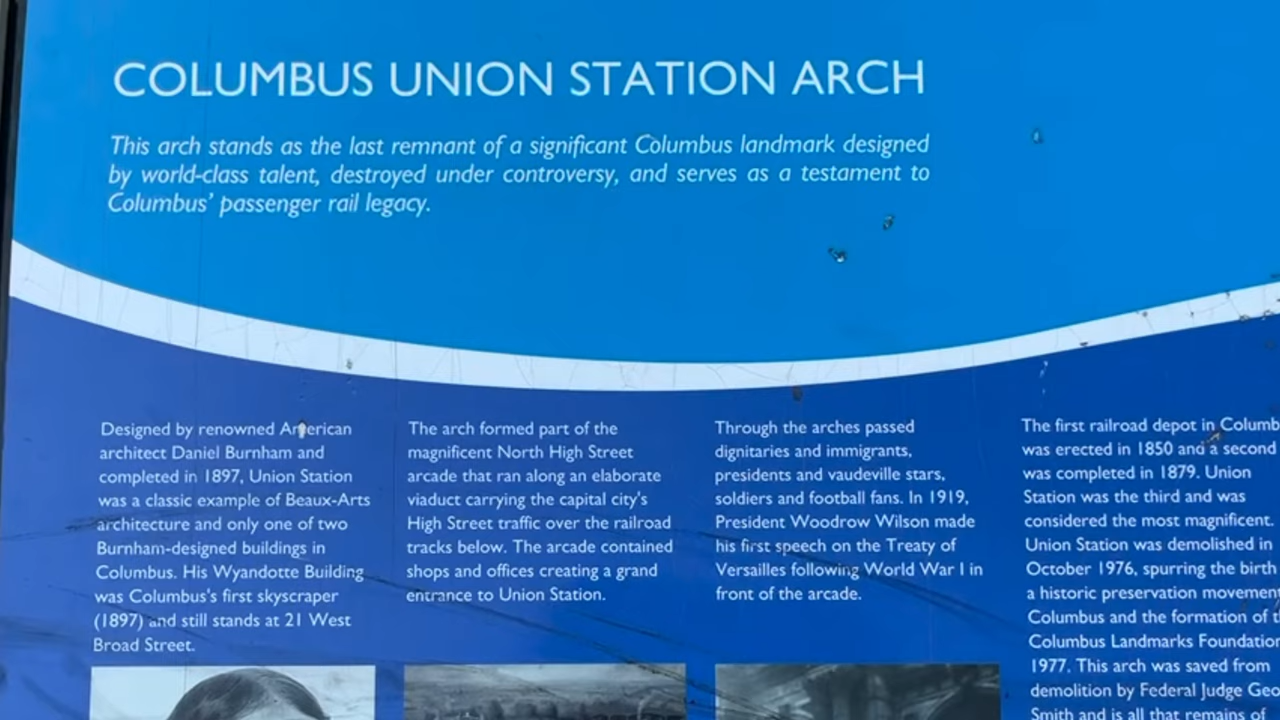 COLUMBUS UNION STATION ARCH
This arch stands as the last remnant of a significant Columbus landmark designed
by world-class talent, destroyed under controversy, and serves as a testament to
Columbus' passenger rail legacy.
Designed by renowned American
architect Daniel Burnham and
completed in 1897, Union Station
was a classic example of Beaux-Arts
architecture and only one of two
Burnham-designed buildings in
Columbus. His Wyandotte Building
was Columbus's first skyscraper
(1897) and still stands at 21 West
Broad Street.
The arch formed part of the
magnificent North High Street
arcade that ran along an elaborate
viaduct carrying the capital city's
High Street traffic over the railroad
tracks below. The arcade contained
shops and offices creating a grand
entrance to Union Station.
Through the arches passed
dignitaries and immigrants,
presidents and vaudeville stars,
soldiers and football fans. In 1919,
President Woodrow Wilson made
his first speech on the Treaty of
Versailles following World War I in
front of the arcade.
The first railroad depot in Columb
was erected in 1850 and a second
was completed in 1879. Union
Station was the third and was
considered the most magnificent.
Union Station was demolished in
October 1976, spurring the birth
a historic preservation movemen
Columbus and the formation of t
Columbus Landmarks Foundation
1977. This arch was saved from
demolition by Federal Judge Geo
Smith and is all that remains of